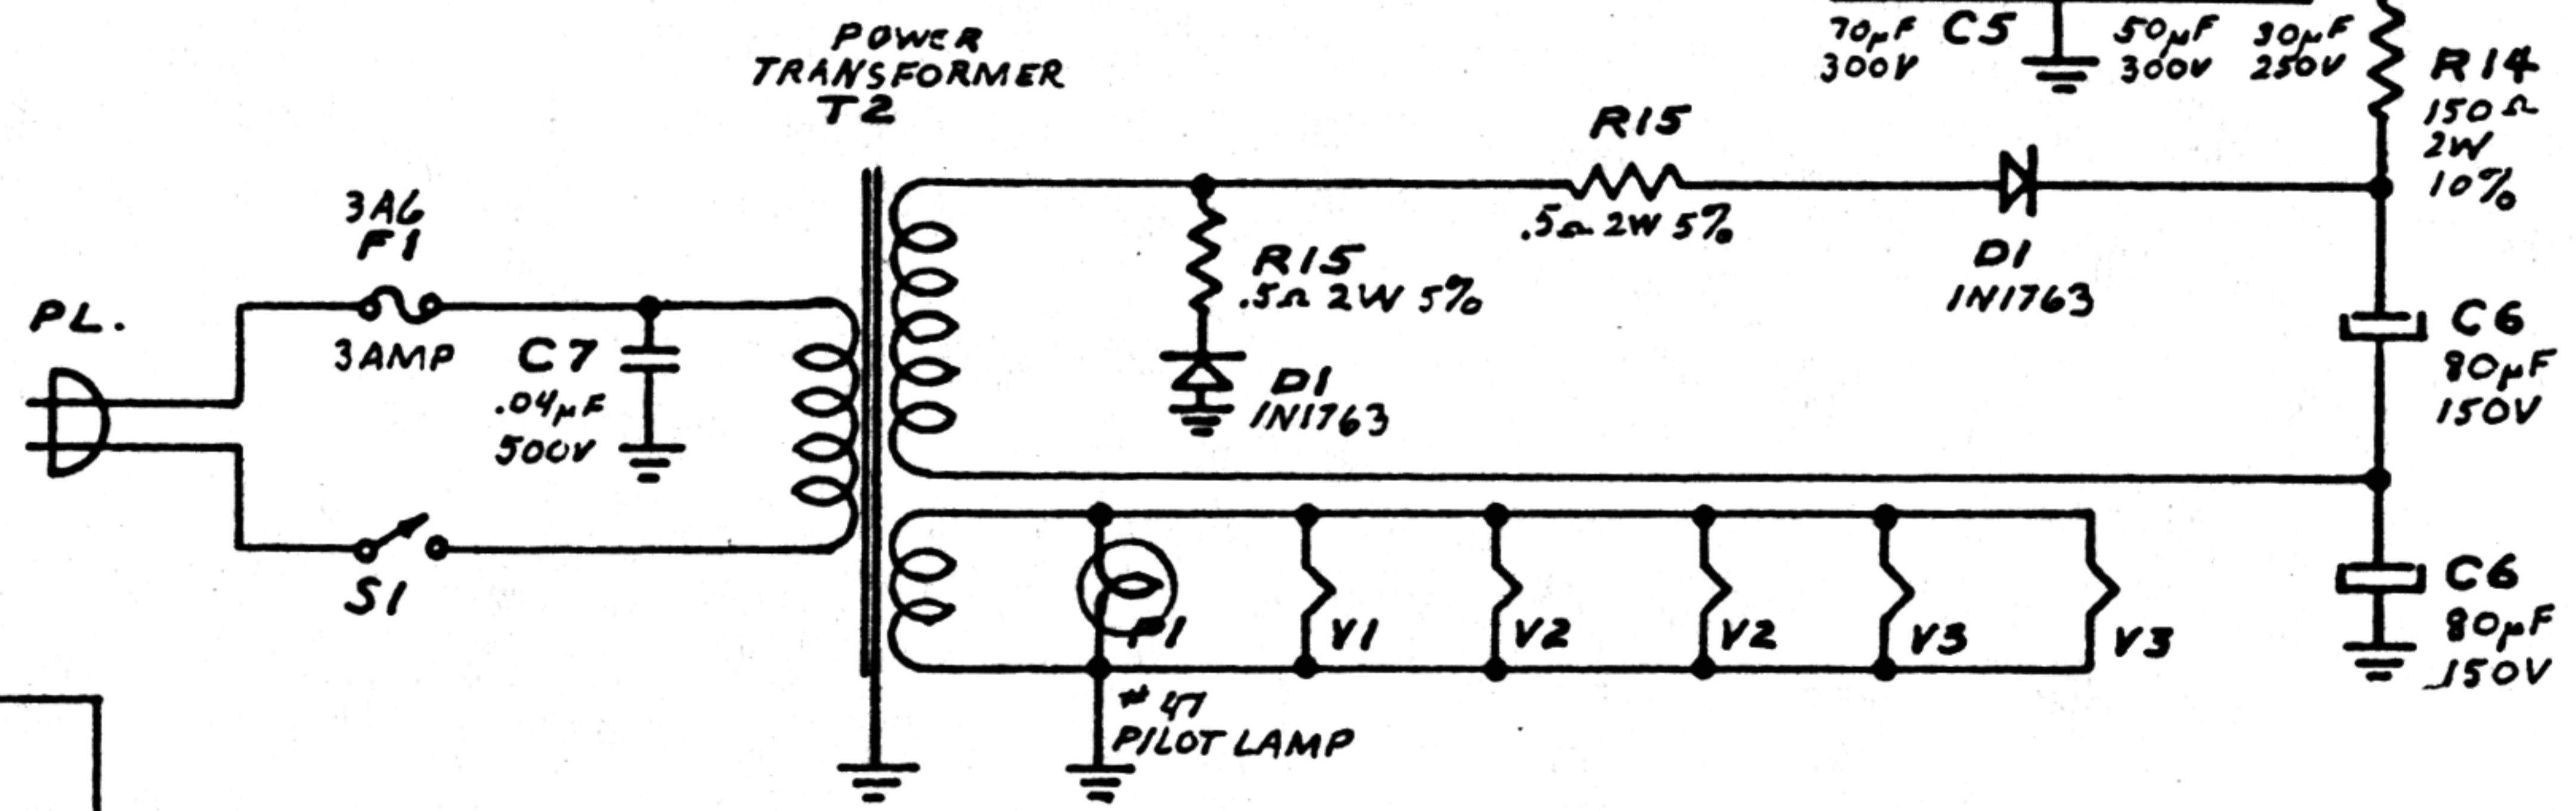 POWER
TRANSFORMER
T2
70µF
300V
C5
50µF
300V
30µF
250V
R14
150Ω
2W
10%
R15
.5Ω 2W 5%
3A6
F1
3AMP
PL.
C7
.04µF
500V
R15
.5Ω 2W 5%
D1
1N1763
D1
1N1763
C6
80µF
150V
S1
P1
V1
V2
V2
V3
V3
C6
80µF
150V
#47
PILOT LAMP